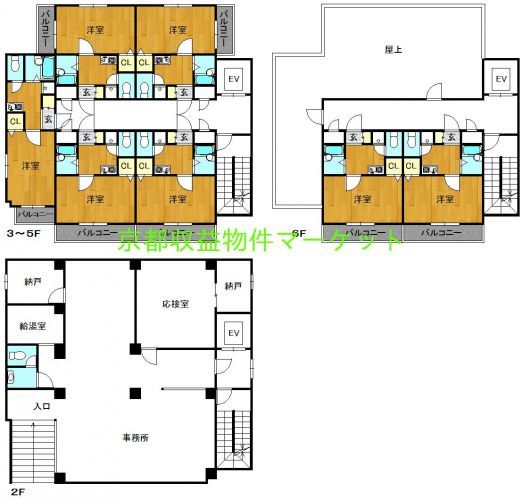 バルコニー
洋室
洋室
バルコニー
CL
CL
EV
玄
玄
CL
玄
洋室
玄
玄
CL
CL
洋室
洋室
バルコニー
バルコニー
3～5F
屋上
EV
玄
玄
CL
CL
洋室
洋室
バルコニー
バルコニー
6F
京都収益物件マーケット
納戸
応接室
納戸
給湯室
EV
入口
事務所
2F